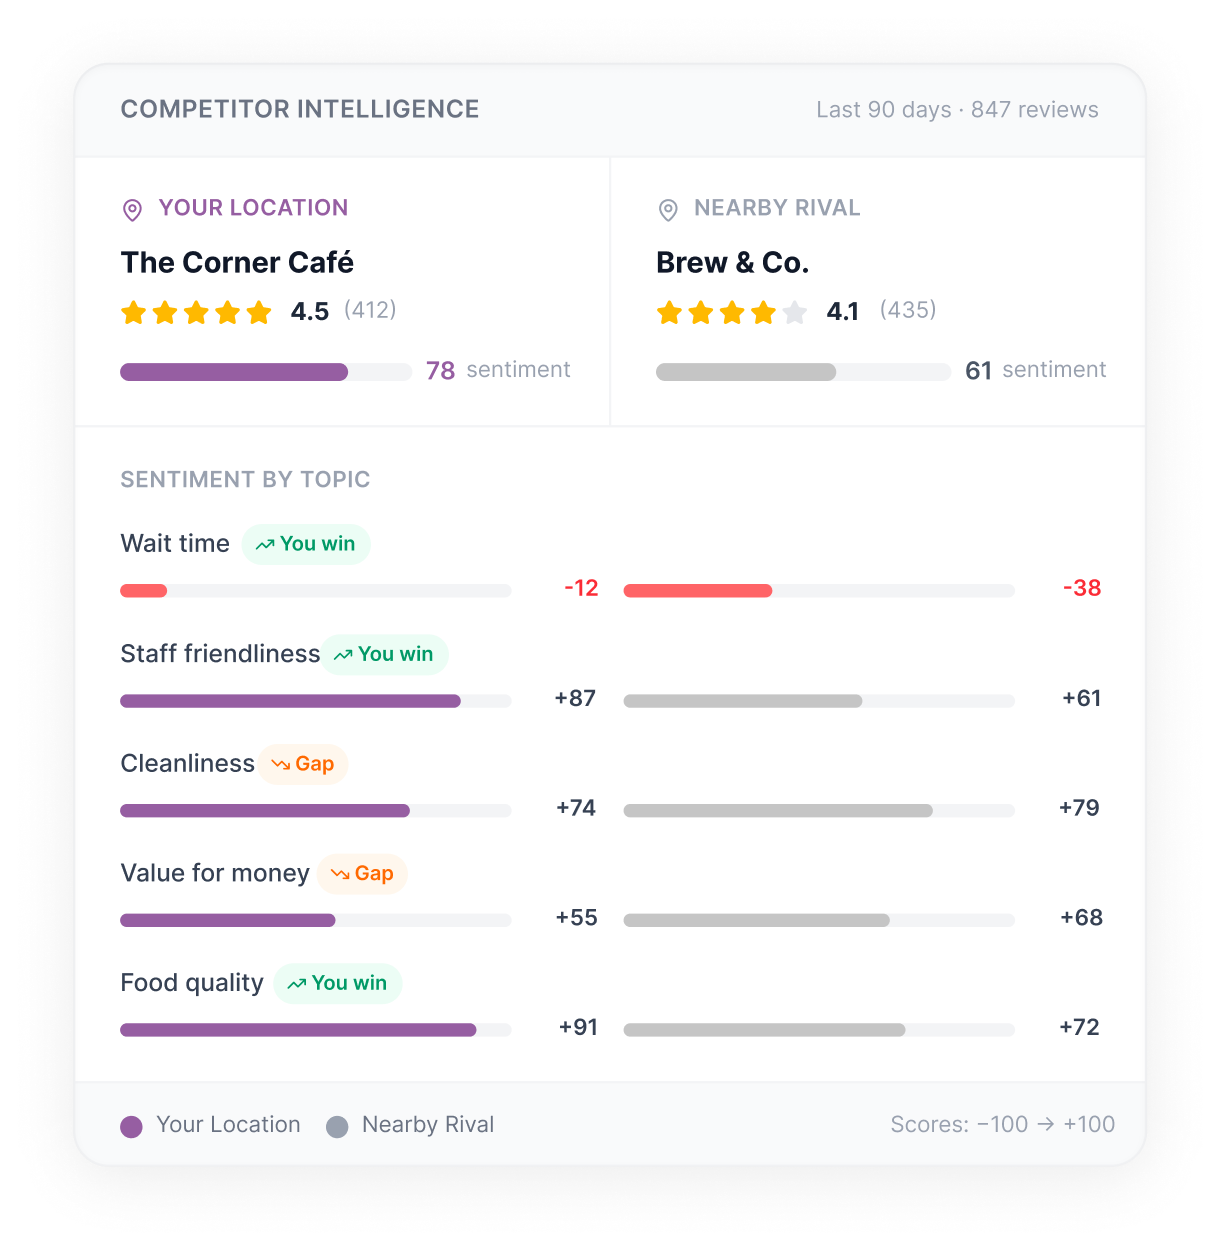 COMPETITOR INTELLIGENCE
Last 90 days · 847 reviews
YOUR LOCATION
The Corner Café
4.5 (412)
78 sentiment
NEARBY RIVAL
Brew & Co.
4.1 (435)
61 sentiment
SENTIMENT BY TOPIC
Wait time You win
-12 -38
Staff friendliness You win
+87 +61
Cleanliness Gap
+74 +79
Value for money Gap
+55 +68
Food quality You win
+91 +72
Your Location Nearby Rival Scores: −100 → +100